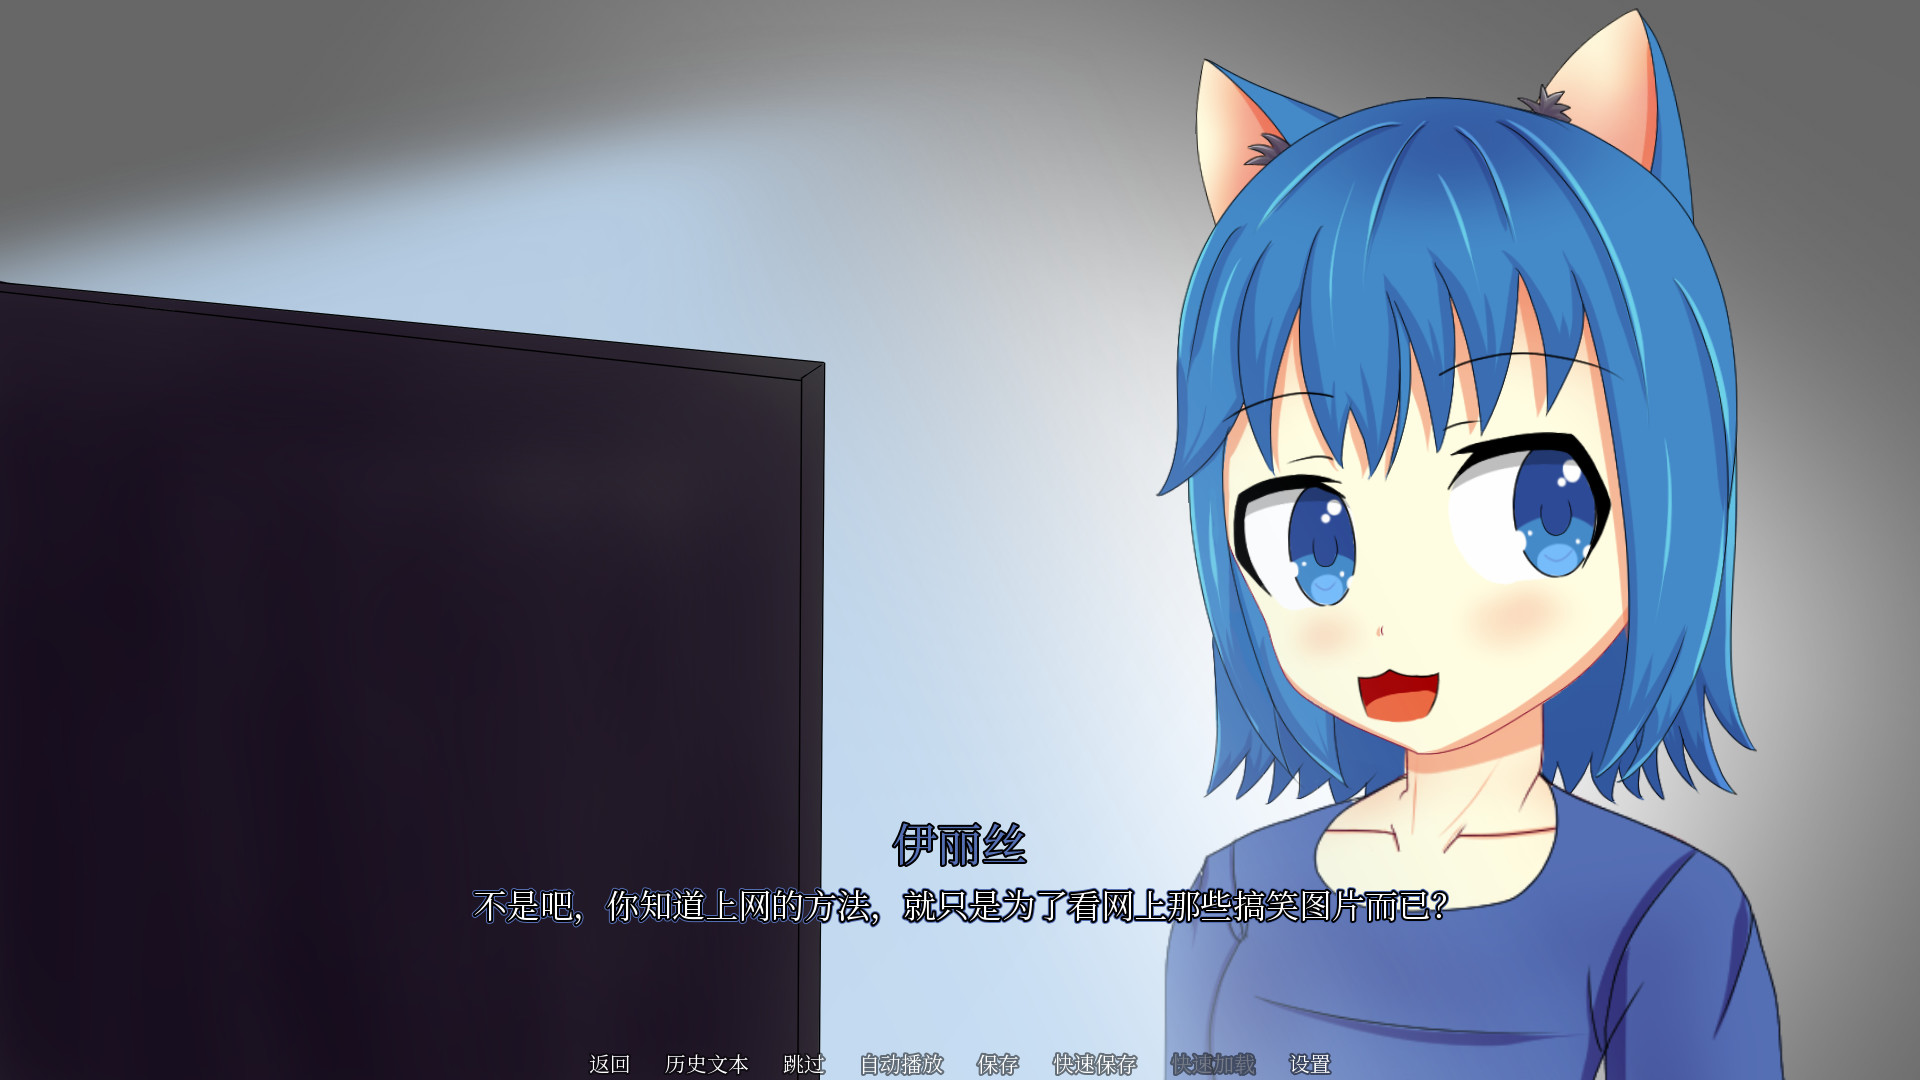 伊丽丝
不是吧，你知道上网的方法，就只是为了看网上那些搞笑图片而已？
返回 历史文本 跳过 自动播放 保存 快速保存 快速加载 设置